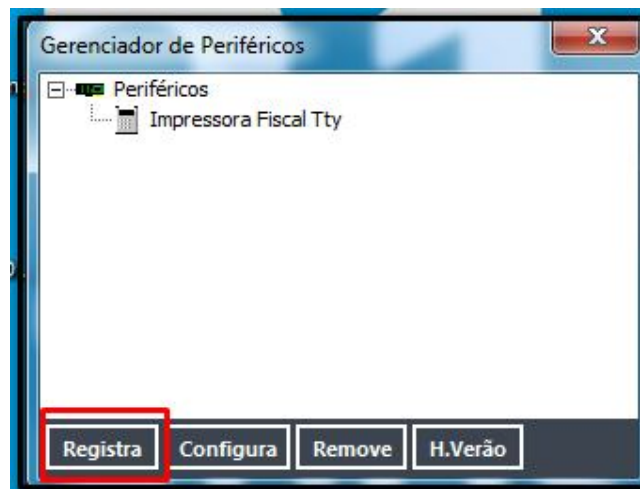 Gerenciador de Periféricos
Periféricos
Impressora Fiscal Tty
Registra Configura Remove H.Verão